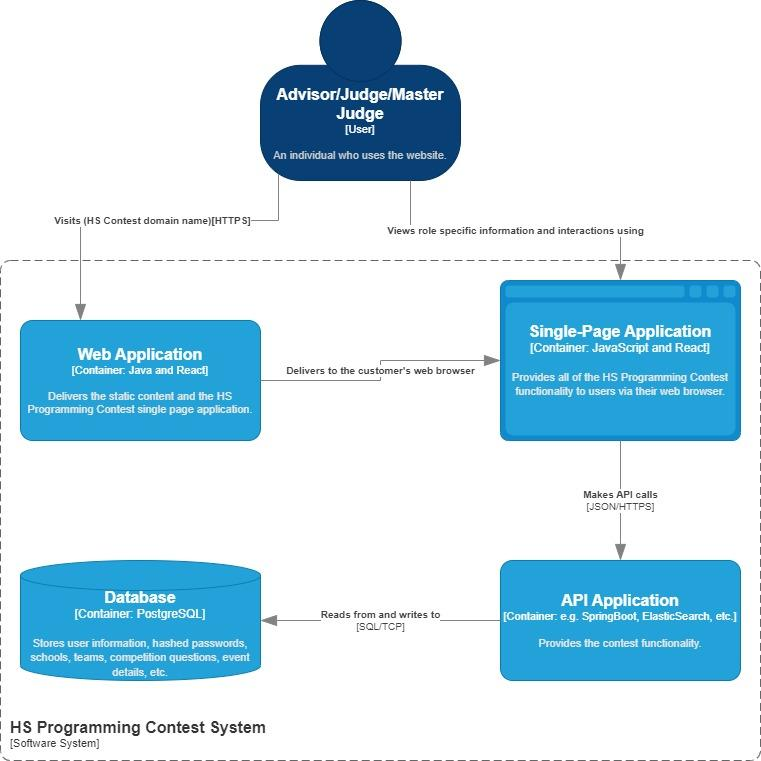 Advisor/Judge/Master
Judge
[User]
An individual who uses the website.
Visits (HS Contest domain name)[HTTPS]
Views role specific information and interactions using
Web Application
[Container: Java and React]
Delivers the static content and the HS
Programming Contest single page application.
Delivers to the customer's web browser
Single-Page Application
[Container: JavaScript and React]
Provides all of the HS Programming Contest
functionality to users via their web browser.
Makes API calls
[JSON/HTTPS]
Database
[Container: PostgreSQL]
Stores user information, hashed passwords,
schools, teams, competition questions, event
details, etc.
Reads from and writes to
[SQL/TCP]
API Application
[Container: e.g. SpringBoot, ElasticSearch, etc.]
Provides the contest functionality.
HS Programming Contest System
[Software System]